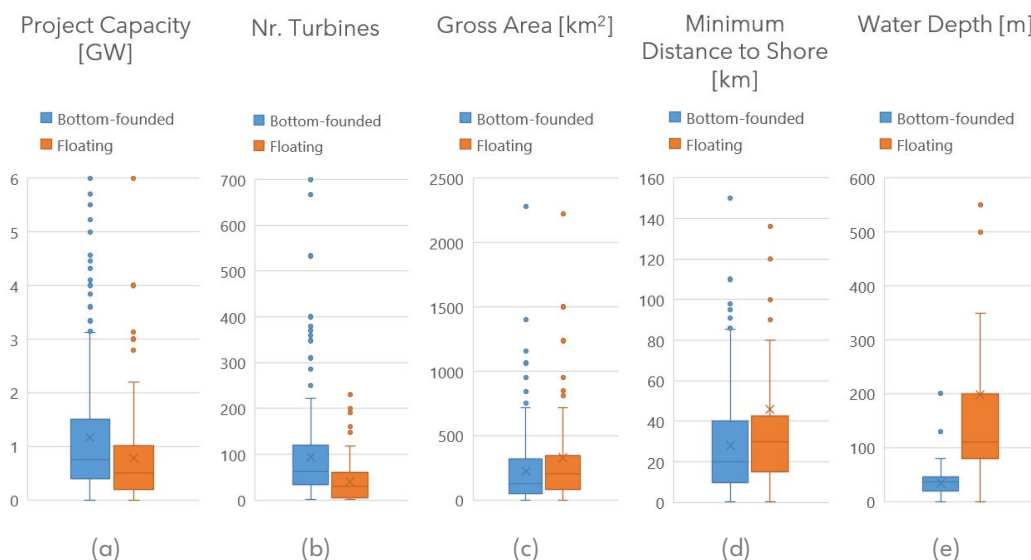 Project Capacity
[GW]
Bottom-founded
Floating
6
5
4
3
2
1
0
(a)
Nr. Turbines
Bottom-founded
Floating
700
600
500
400
300
200
100
0
(b)
Gross Area [km²]
Bottom-founded
Floating
2500
2000
1500
1000
500
0
(c)
Minimum
Distance to Shore
[km]
Bottom-founded
Floating
160
140
120
100
80
60
40
20
0
(d)
Water Depth [m]
Bottom-founded
Floating
600
500
400
300
200
100
0
(e)